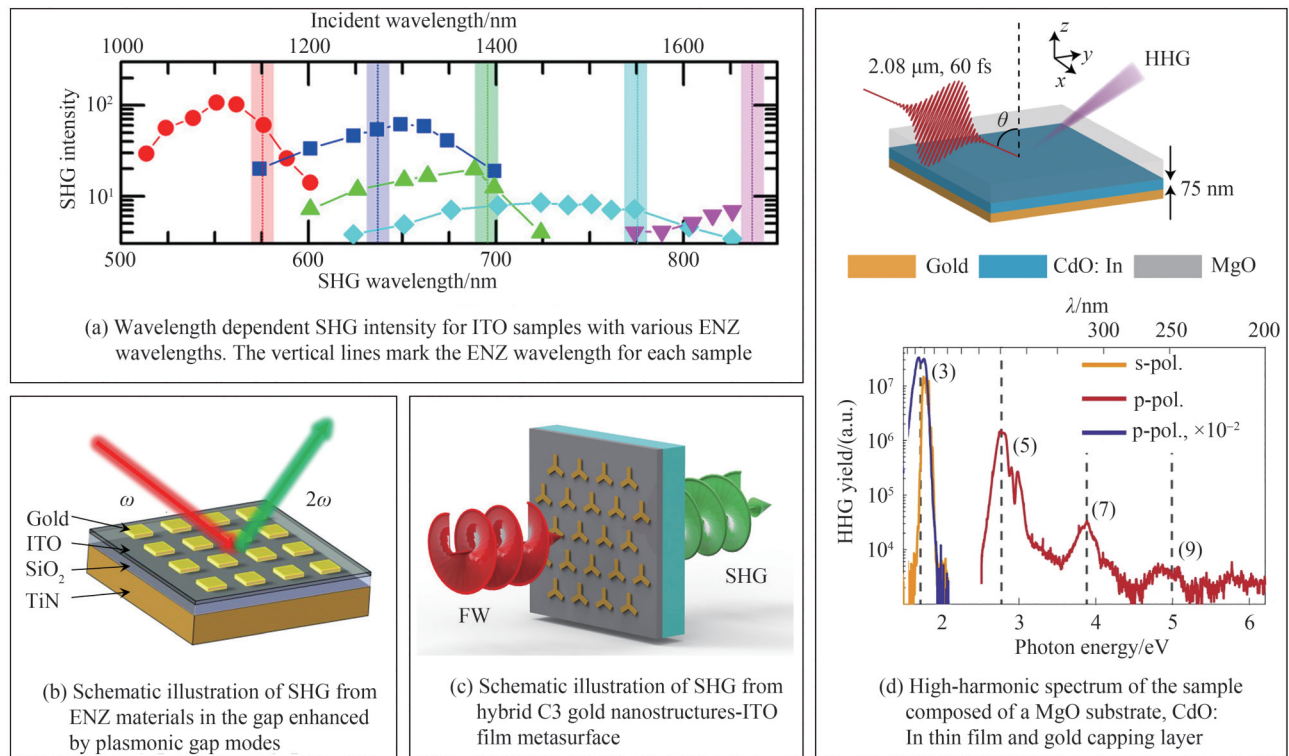 Incident wavelength/nm
1000 1200 1400 1600
10²
10¹
SHG intensity
500 600 700 800
SHG wavelength/nm
(a) Wavelength dependent SHG intensity for ITO samples with various ENZ
wavelengths. The vertical lines mark the ENZ wavelength for each sample
ω
2ω
Gold
ITO
SiO₂
TiN
(b) Schematic illustration of SHG from
ENZ materials in the gap enhanced
by plasmonic gap modes
FW
SHG
(c) Schematic illustration of SHG from
hybrid C3 gold nanostructures-ITO
film metasurface
z
y
x
2.08 μm, 60 fs
HHG
θ
75 nm
Gold CdO: In MgO
λ/nm
300 250 200
s-pol.
p-pol.
p-pol., ×10⁻²
(3)
(5)
(7)
(9)
10⁷
10⁶
10⁵
10⁴
HHG yield/(a.u.)
2 3 4 5 6
Photon energy/eV
(d) High-harmonic spectrum of the sample
composed of a MgO substrate, CdO:
In thin film and gold capping layer